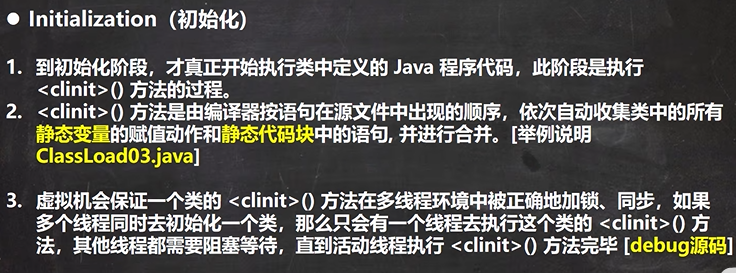 ● Initialization（初始化）
1. 到初始化阶段，才真正开始执行类中定义的 Java 程序代码，此阶段是执行
<clinit>() 方法的过程。
2. <clinit>() 方法是由编译器按语句在源文件中出现的顺序，依次自动收集类中的所有
静态变量的赋值动作和静态代码块中的语句, 并进行合并。[举例说明
ClassLoad03.java]
3. 虚拟机会保证一个类的 <clinit>() 方法在多线程环境中被正确地加锁、同步，如果
多个线程同时去初始化一个类，那么只会有一个线程去执行这个类的 <clinit>() 方
法，其他线程都需要阻塞等待，直到活动线程执行 <clinit>() 方法完毕 [debug源码]